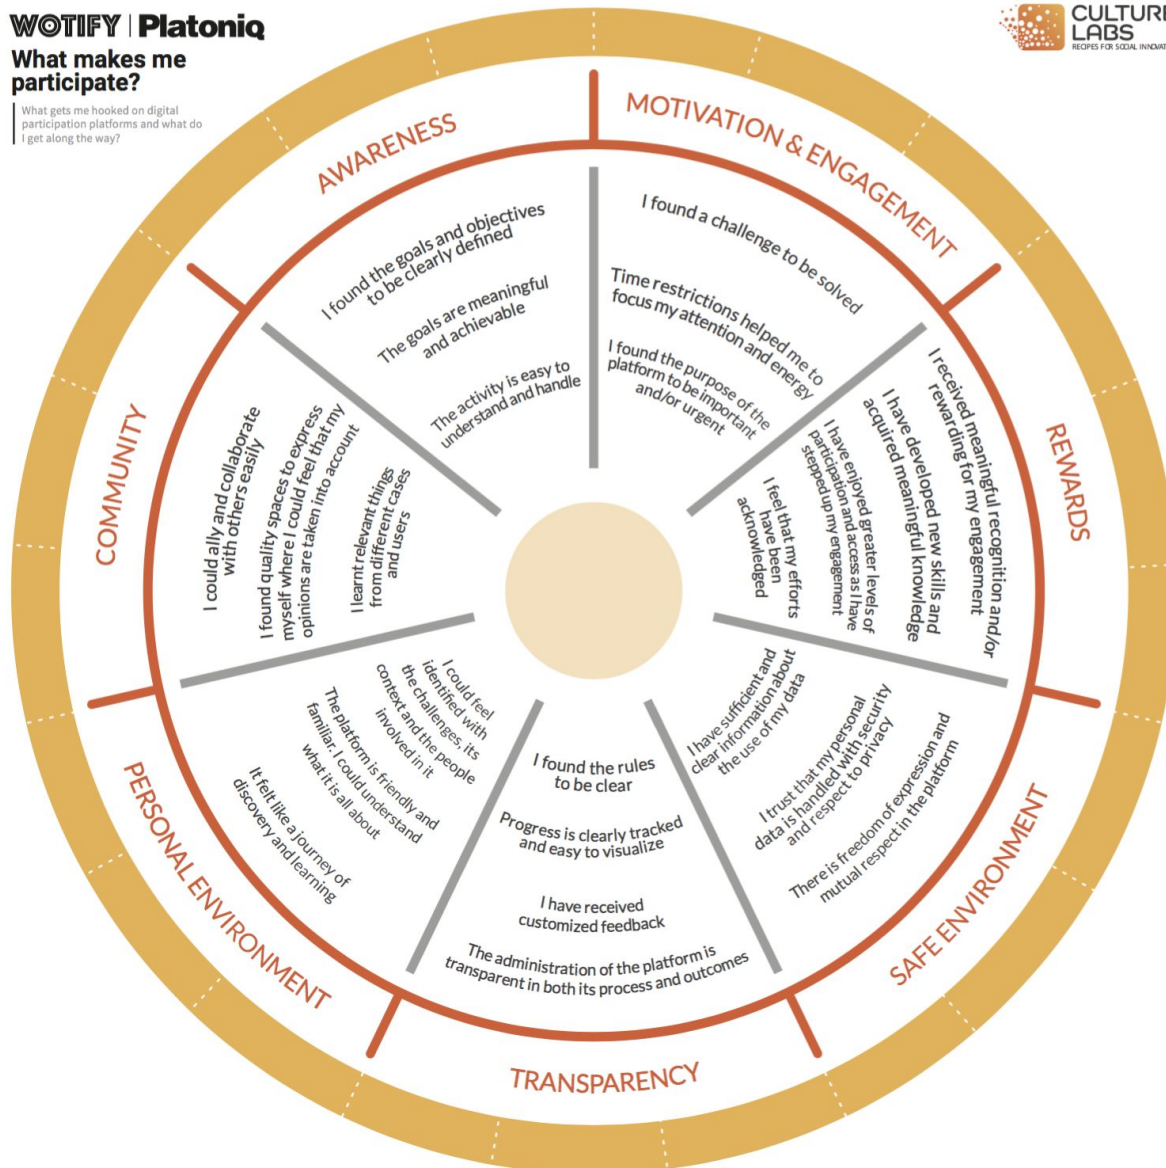 WOTIFY | Platoniq
What makes me
participate?
What gets me hooked on digital
participation platforms and what do
I get along the way?
CULTURE
LABS
RECIPES FOR SOCIAL INNOVAT
AWARENESS
I found the goals and objectives
to be clearly defined
The goals are meaningful
and achievable
The activity is easy to
understand and handle
MOTIVATION & ENGAGEMENT
I found a challenge to be solved
Time restrictions helped me to
focus my attention and energy
I found the purpose of the
platform to be important
and/or urgent
REWARDS
I received meaningful recognition and/or
rewarding for my engagement
I have developed new skills and
acquired meaningful knowledge
I have enjoyed greater levels of
participation and access as I have
stepped up my engagement
I feel that my efforts
have been
acknowledged
SAFE ENVIRONMENT
I have sufficient and
clear information about
the use of my data
I trust that my personal
data is handled with security
and respect to privacy
There is freedom of expression and
mutual respect in the platform
TRANSPARENCY
I found the rules
to be clear
Progress is clearly tracked
and easy to visualize
I have received
customized feedback
The administration of the platform is
transparent in both its process and outcomes
PERSONAL ENVIRONMENT
I could feel
identified with
the challenges, its
context and the people
involved in it
The platform is friendly and
familiar. I could understand
what it is all about
It felt like a journey of
discovery and learning
COMMUNITY
I could ally and collaborate
with others easily
I found quality spaces to express
myself where I could feel that my
opinions are taken into account
I learnt relevant things
from different cases
and users